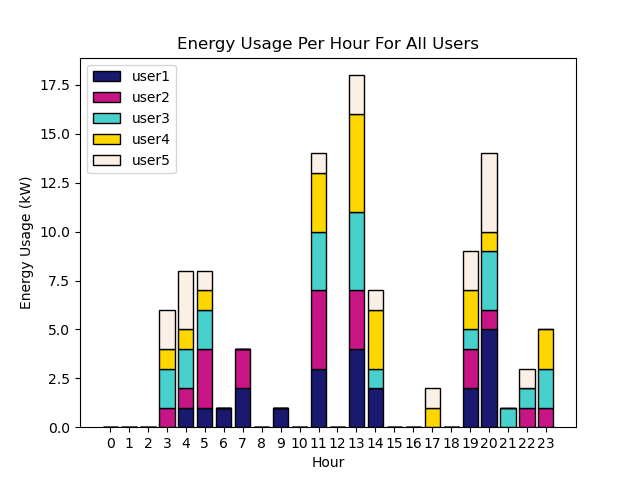 Energy Usage Per Hour For All Users
user1
user2
user3
user4
user5
17.5
15.0
12.5
10.0
7.5
5.0
2.5
0.0
Energy Usage (kW)
0 1 2 3 4 5 6 7 8 9 10 11 12 13 14 15 16 17 18 19 20 21 22 23
Hour